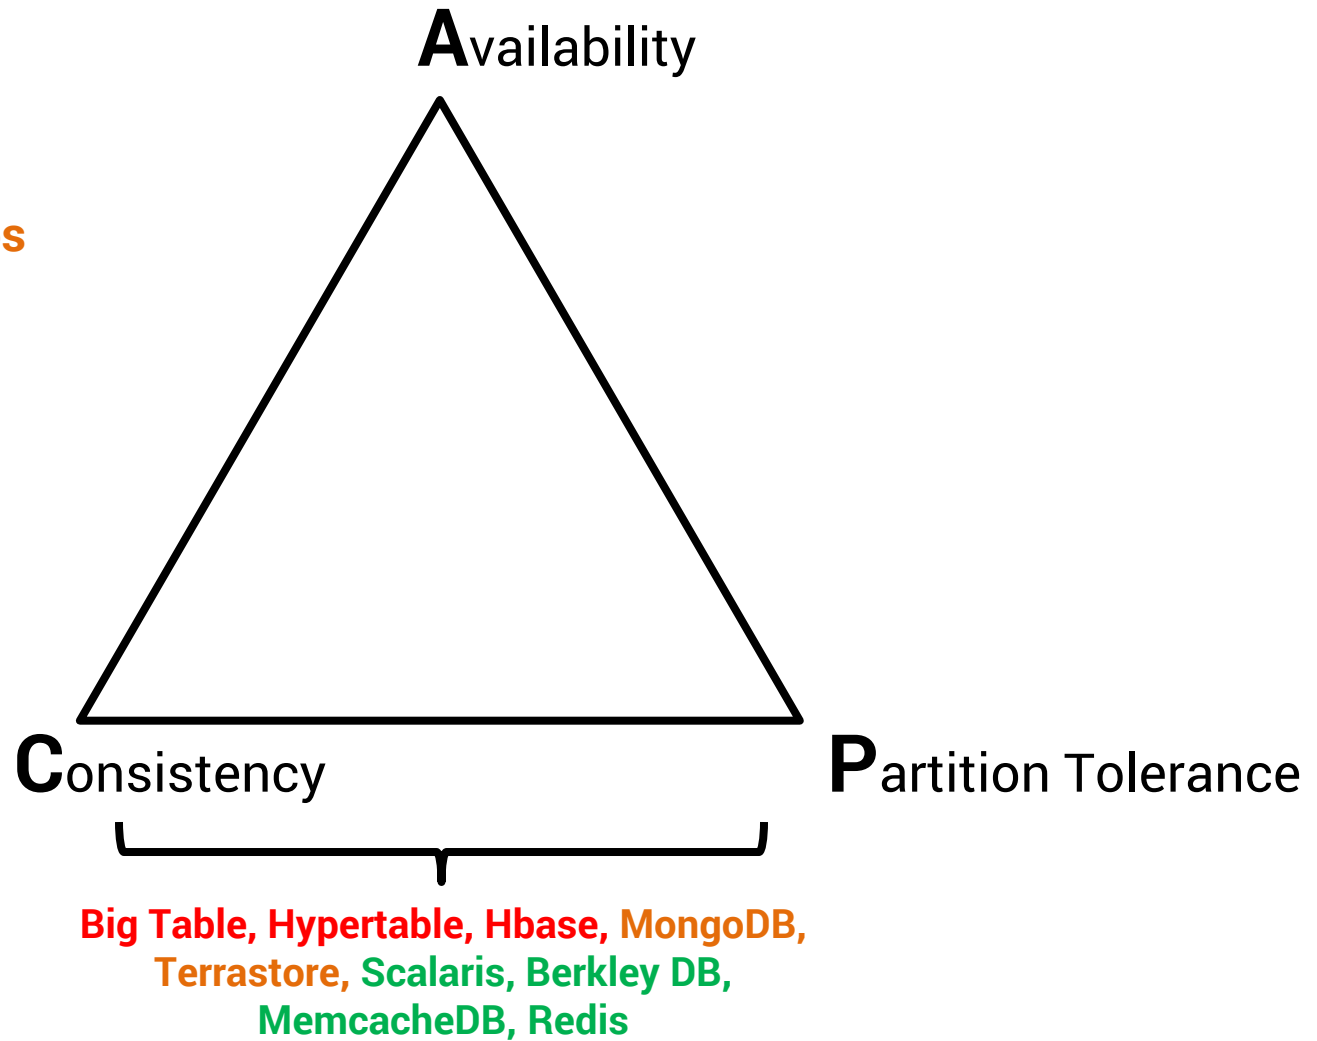 Availability
s
Consistency
Partition Tolerance
Big Table, Hypertable, Hbase, MongoDB,
Terrastore, Scalaris, Berkley DB,
MemcacheDB, Redis